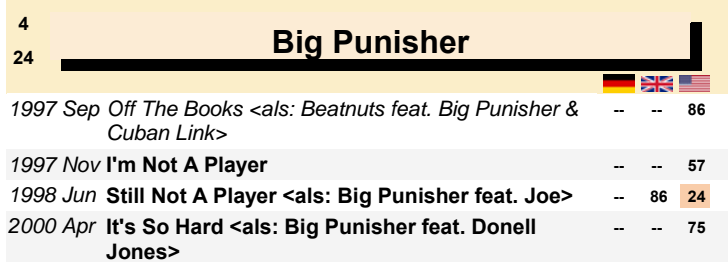 4
24
Big Punisher
1997 Sep Off The Books <als: Beatnuts feat. Big Punisher & -- -- 86
Cuban Link>
1997 Nov I'm Not A Player -- -- 57
1998 Jun Still Not A Player <als: Big Punisher feat. Joe> -- 86 24
2000 Apr It's So Hard <als: Big Punisher feat. Donell -- -- 75
Jones>